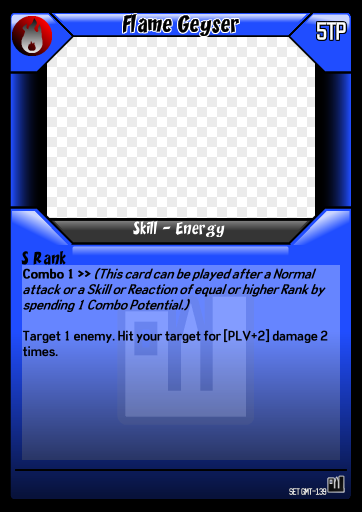 Flame Geyser
5TP
Skill - Energy
S Rank
Combo 1 >> (This card can be played after a Normal
attack or a Skill or Reaction of equal or higher Rank by
spending 1 Combo Potential.)
Target 1 enemy. Hit your target for [PLV+2] damage 2
times.
SET GMT-139